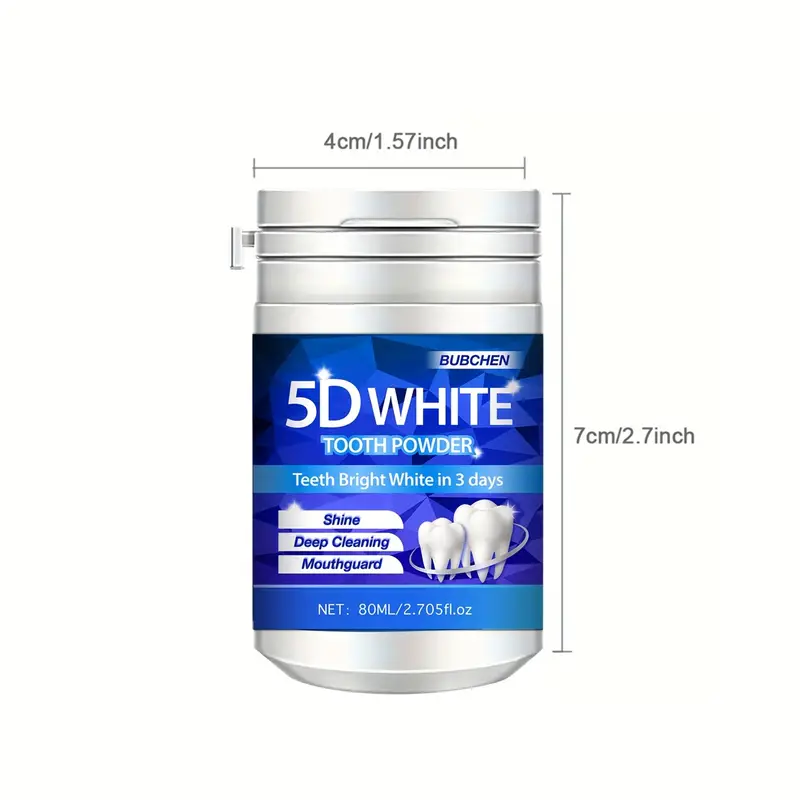 4cm/1.57inch
BUBCHEN
5D WHITE
TOOTH POWDER
7cm/2.7inch
Teeth Bright White in 3 days
Shine
Deep Cleaning
Mouthguard
NET: 80ML/2.705fl.oz